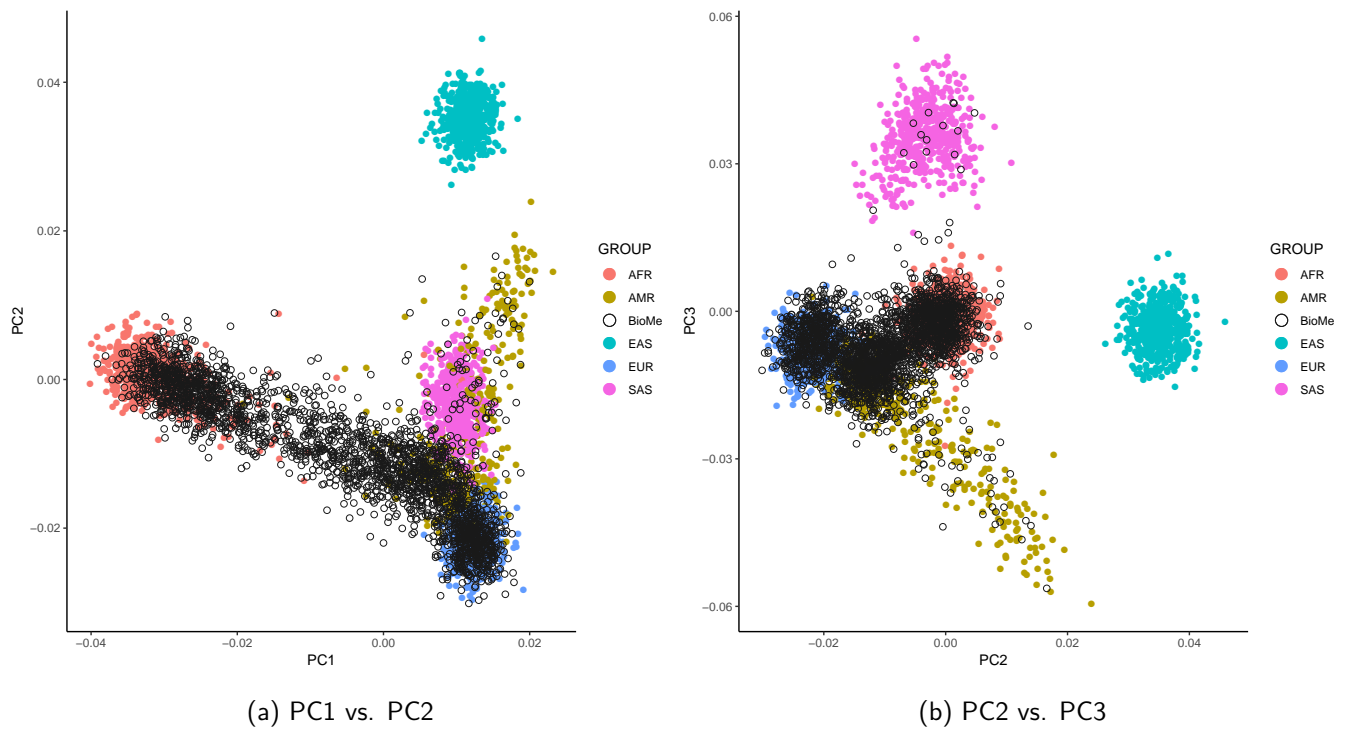 0.04
0.02
0.00
−0.02
PC2
−0.04
−0.02
0.00
0.02
PC1
GROUP
AFR
AMR
BioMe
EAS
EUR
SAS
(a) PC1 vs. PC2
0.06
0.03
0.00
−0.03
−0.06
PC3
−0.02
0.00
0.02
0.04
PC2
GROUP
AFR
AMR
BioMe
EAS
EUR
SAS
(b) PC2 vs. PC3